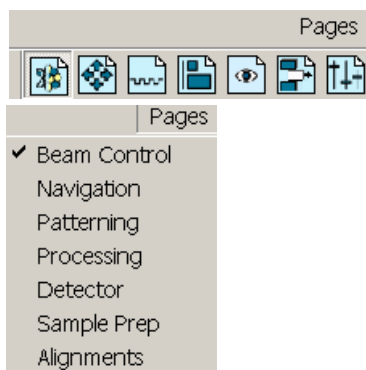 Pages
Pages
Beam Control
Navigation
Patterning
Processing
Detector
Sample Prep
Alignments